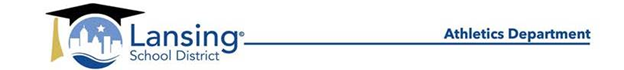 Lansing®
School District
Athletics Department